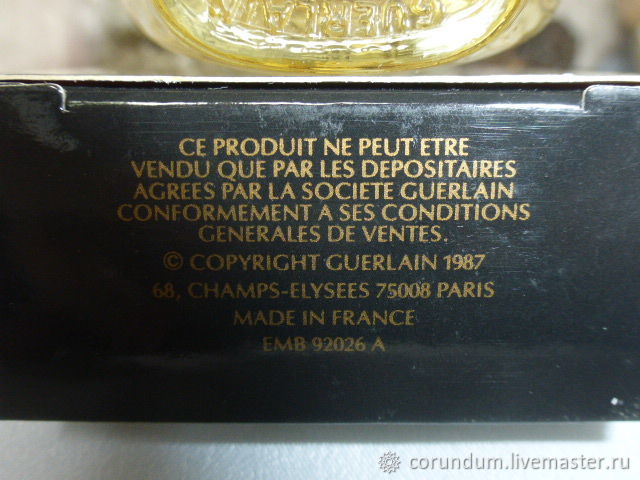 GUERLAIN
CE PRODUIT NE PEUT ETRE
VENDU QUE PAR LES DEPOSITAIRES
AGREES PAR LA SOCIETE GUERLAIN
CONFORMEMENT A SES CONDITIONS
GENERALES DE VENTES.
© COPYRIGHT GUERLAIN 1987
68, CHAMPS-ELYSEES 75008 PARIS
MADE IN FRANCE
EMB 92026 A
corundum.livemaster.ru